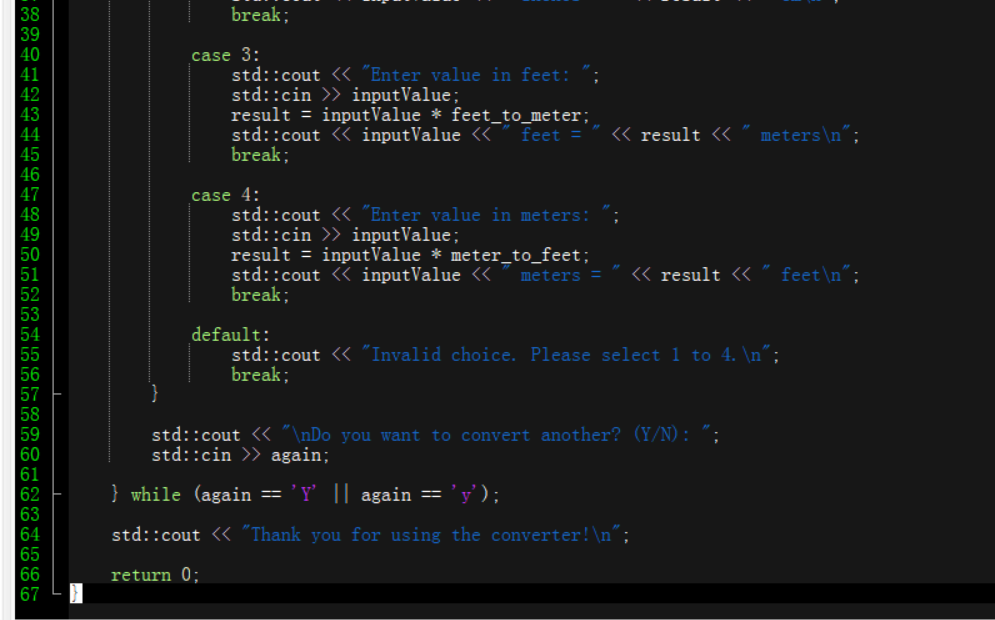 38 break;
39
40 case 3:
41 std::cout << "Enter value in feet: ";
42 std::cin >> inputValue;
43 result = inputValue * feet_to_meter;
44 std::cout << inputValue << " feet = " << result << " meters\n";
45 break;
46
47 case 4:
48 std::cout << "Enter value in meters: ";
49 std::cin >> inputValue;
50 result = inputValue * meter_to_feet;
51 std::cout << inputValue << " meters = " << result << " feet\n";
52 break;
53
54 default:
55 std::cout << "Invalid choice. Please select 1 to 4.\n";
56 break;
57 }
58
59 std::cout << "\nDo you want to convert another? (Y/N): ";
60 std::cin >> again;
61
62 } while (again == 'Y' || again == 'y');
63
64 std::cout << "Thank you for using the converter!\n";
65
66 return 0;
67 }